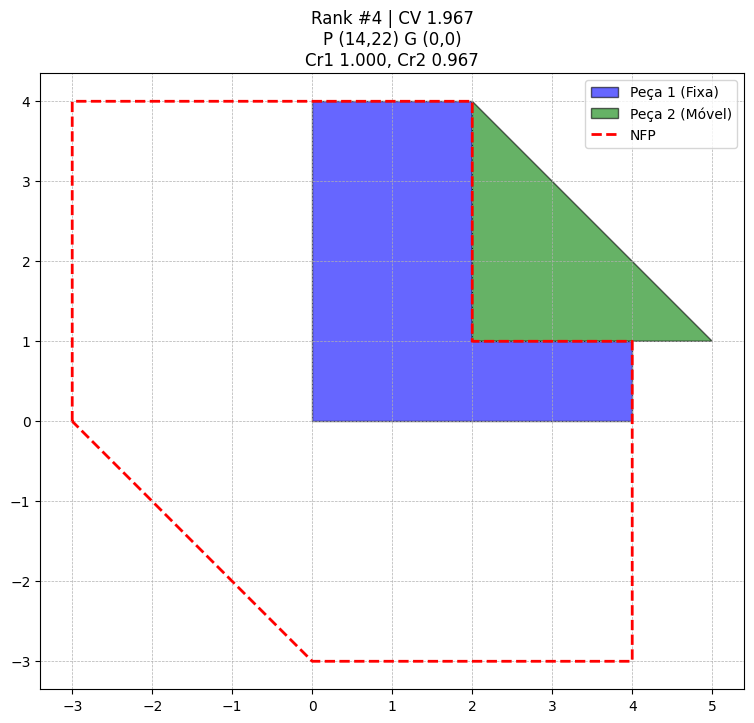 Rank #4 | CV 1.967
P (14,22) G (0,0)
Cr1 1.000, Cr2 0.967
Peça 1 (Fixa)
Peça 2 (Móvel)
NFP
4
3
2
1
0
−1
−2
−3
−3 −2 −1 0 1 2 3 4 5